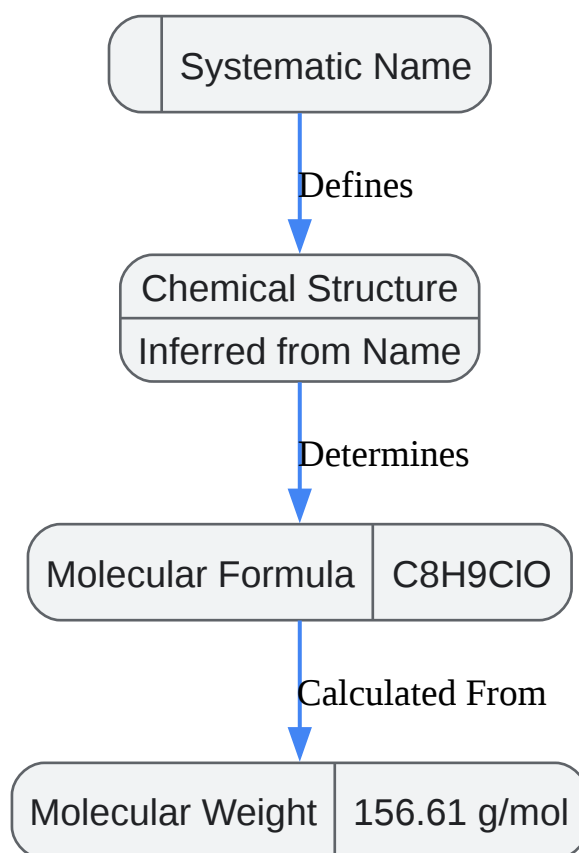 Systematic Name
Defines
Chemical Structure
Inferred from Name
Determines
Molecular Formula C8H9ClO
Calculated From
Molecular Weight 156.61 g/mol